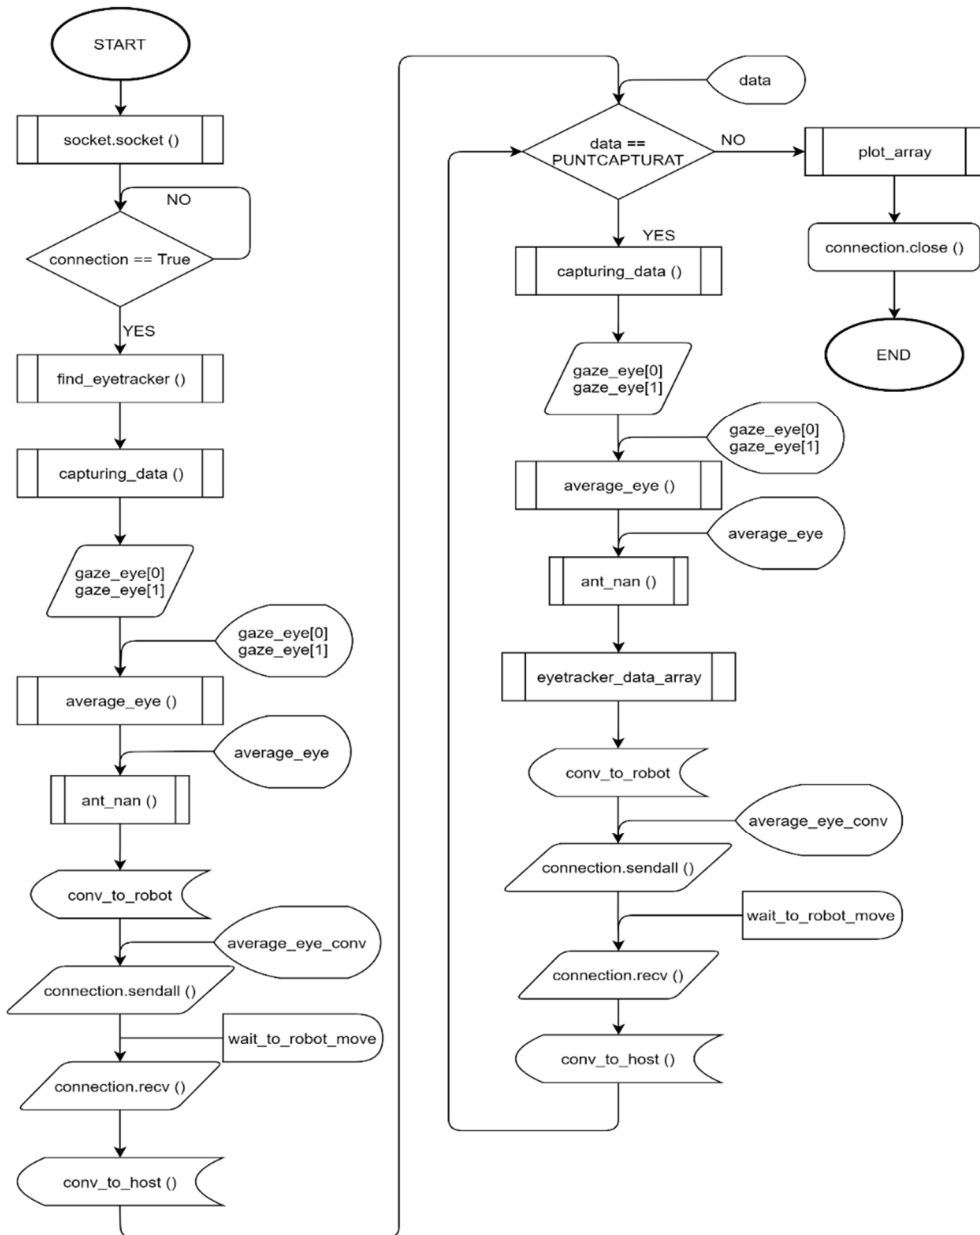 START
socket.socket ()
NO
connection == True
YES
find_eyetracker ()
capturing_data ()
gaze_eye[0]
gaze_eye[1]
gaze_eye[0]
gaze_eye[1]
average_eye ()
average_eye
ant_nan ()
conv_to_robot
average_eye_conv
connection.sendall ()
wait_to_robot_move
connection.recv ()
conv_to_host ()
data
data ==
PUNTCAPTURAT
NO
plot_array
YES
connection.close ()
capturing_data ()
END
gaze_eye[0]
gaze_eye[1]
gaze_eye[0]
gaze_eye[1]
average_eye ()
average_eye
ant_nan ()
eyetracker_data_array
conv_to_robot
average_eye_conv
connection.sendall ()
wait_to_robot_move
connection.recv ()
conv_to_host ()